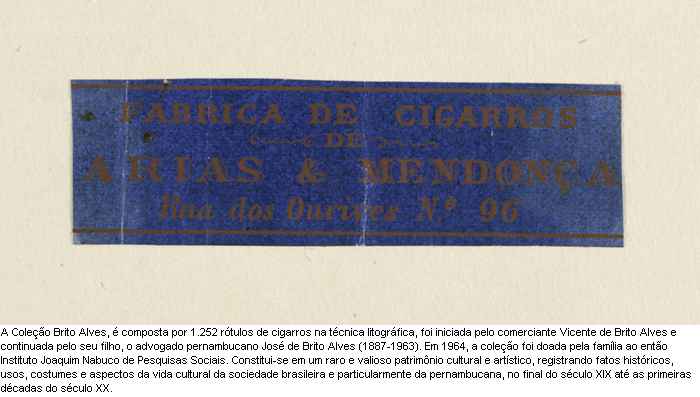 FABRICA DE CIGARROS
DE
ARIAS & MENDONÇA
Rua dos Ourives N.º 96
A Coleção Brito Alves, é composta por 1.252 rótulos de cigarros na técnica litográfica, foi iniciada pelo comerciante Vicente de Brito Alves e
continuada pelo seu filho, o advogado pernambucano José de Brito Alves (1887-1963). Em 1964, a coleção foi doada pela família ao então
Instituto Joaquim Nabuco de Pesquisas Sociais. Constitui-se em um raro e valioso patrimônio cultural e artístico, registrando fatos históricos,
usos, costumes e aspectos da vida cultural da sociedade brasileira e particularmente da pernambucana, no final do século XIX até as primeiras
décadas do século XX.